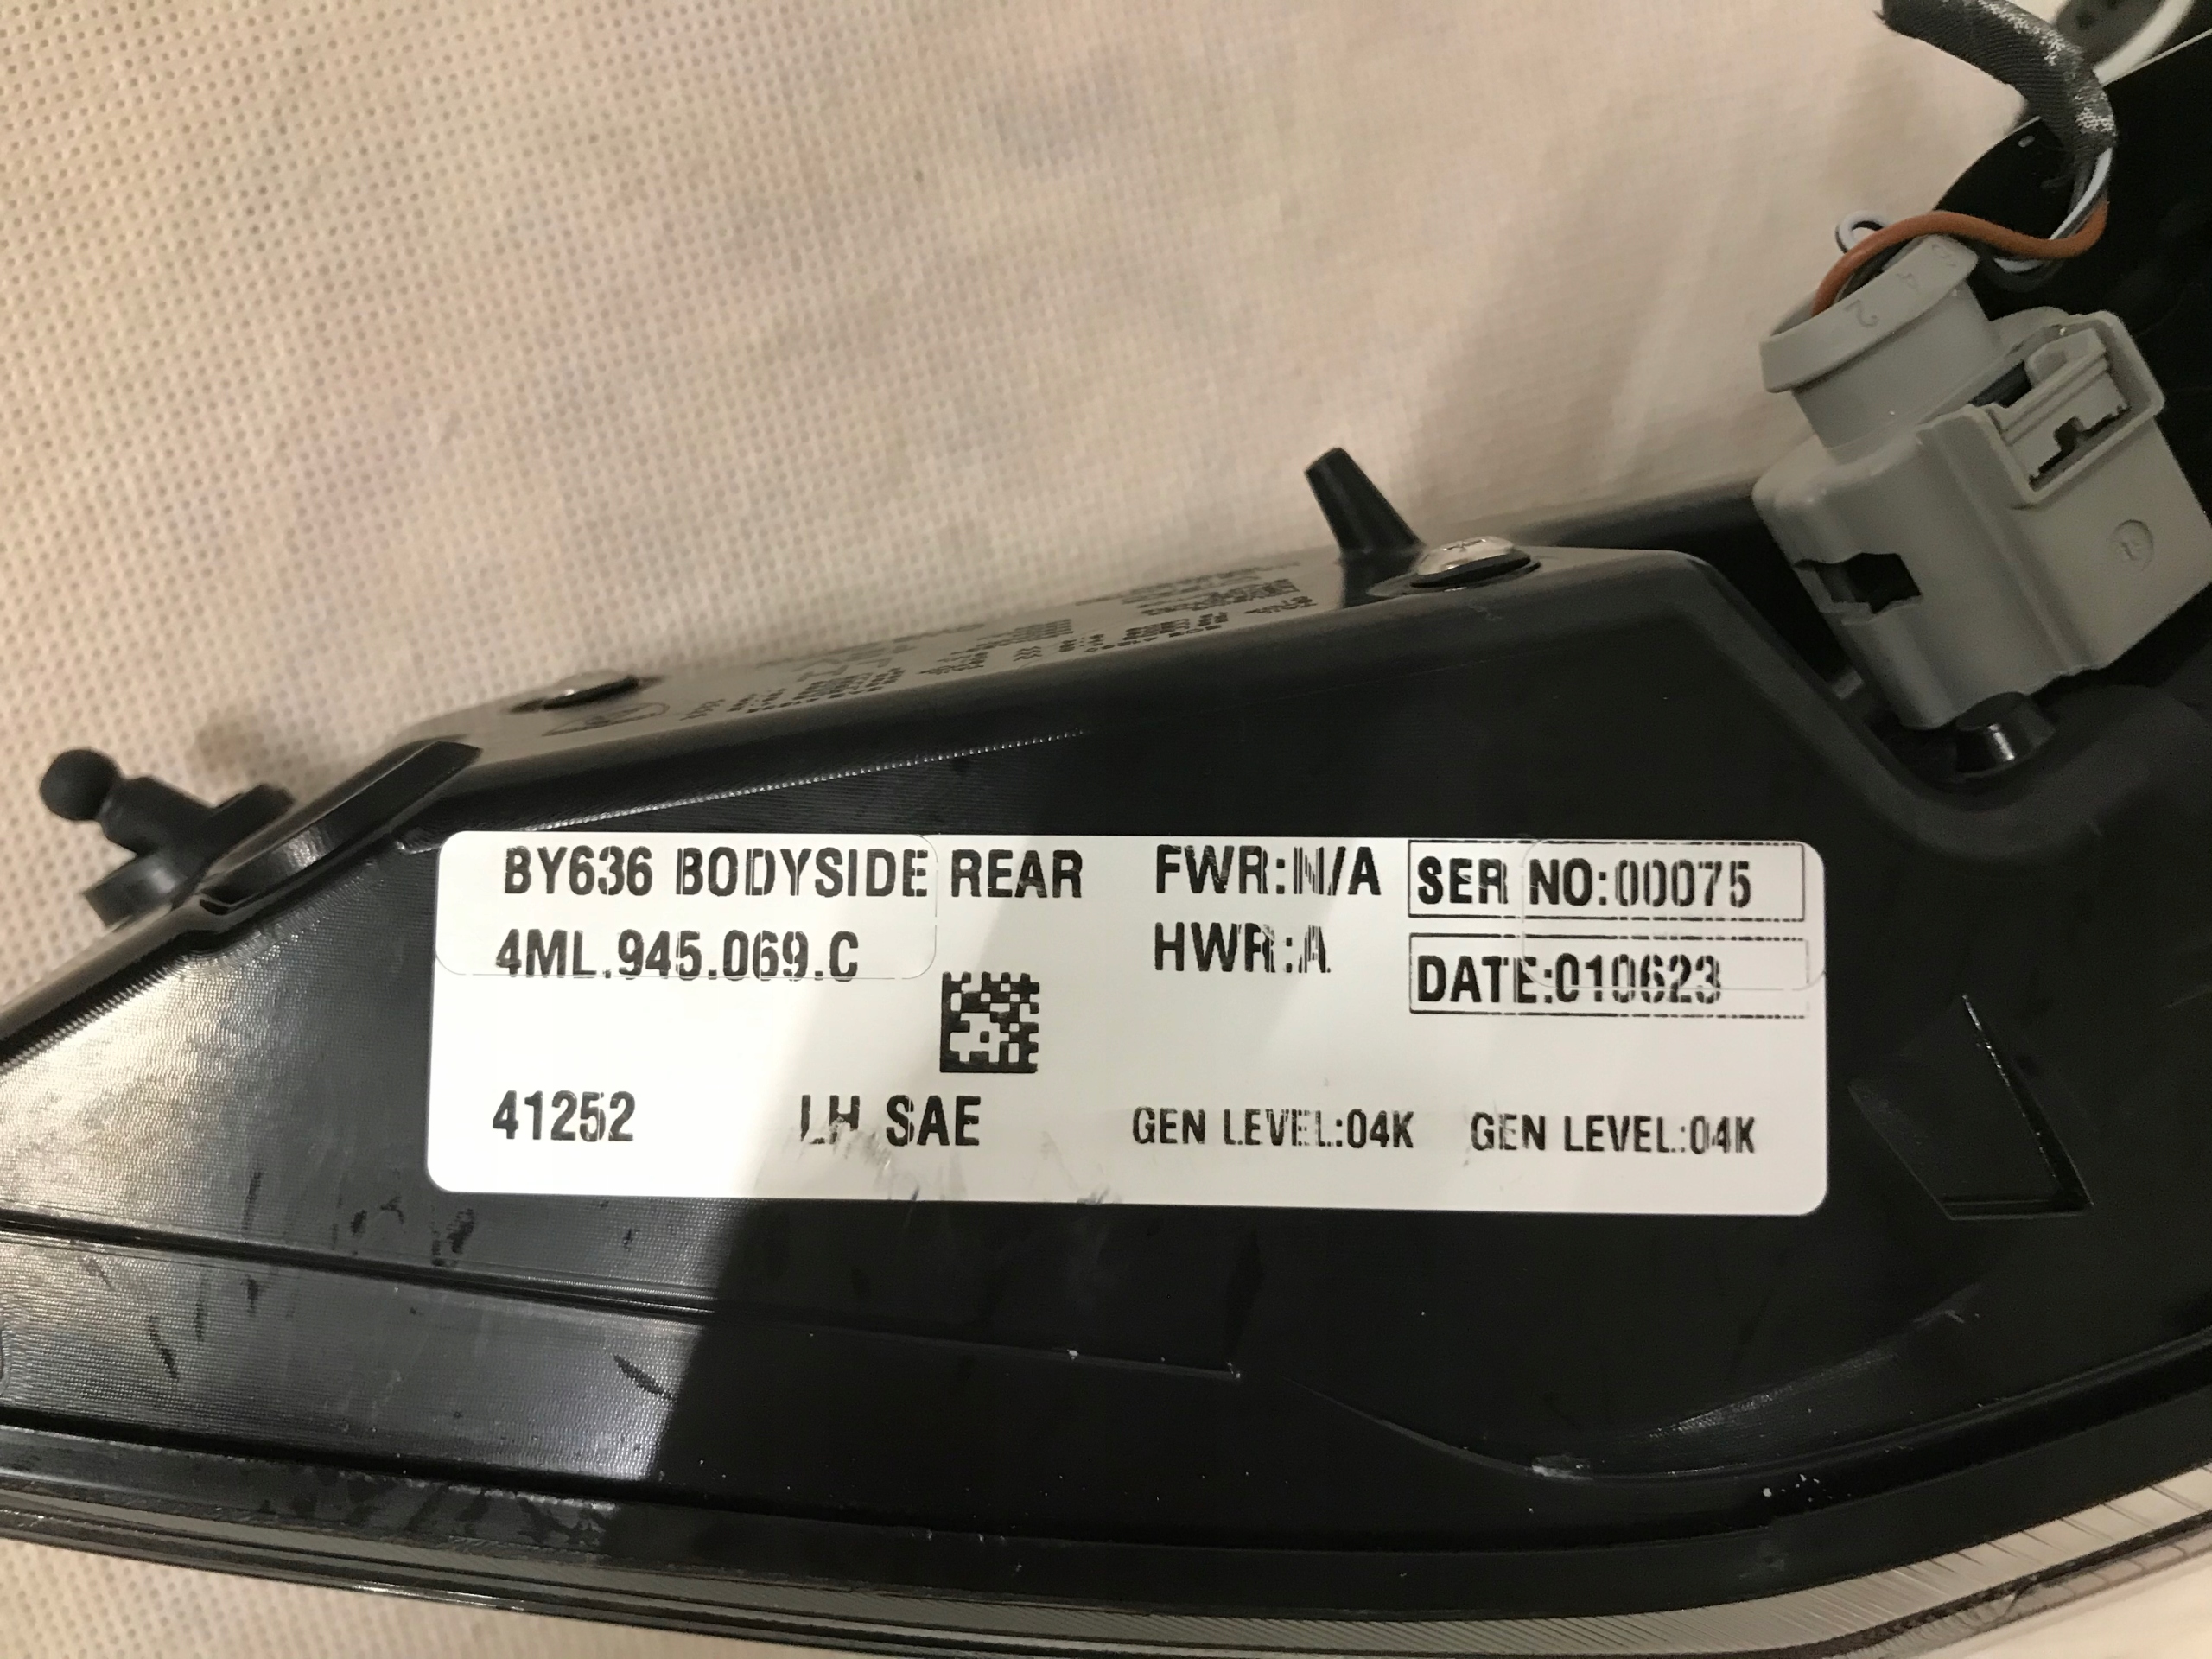 BY636 BODYSIDE REAR
4ML.945.069.C
FWR:N/A
HWR:A
SER NO:00075
DATE:010623
41252
LH SAE
GEN LEVEL:04K
GEN LEVEL:04K
2